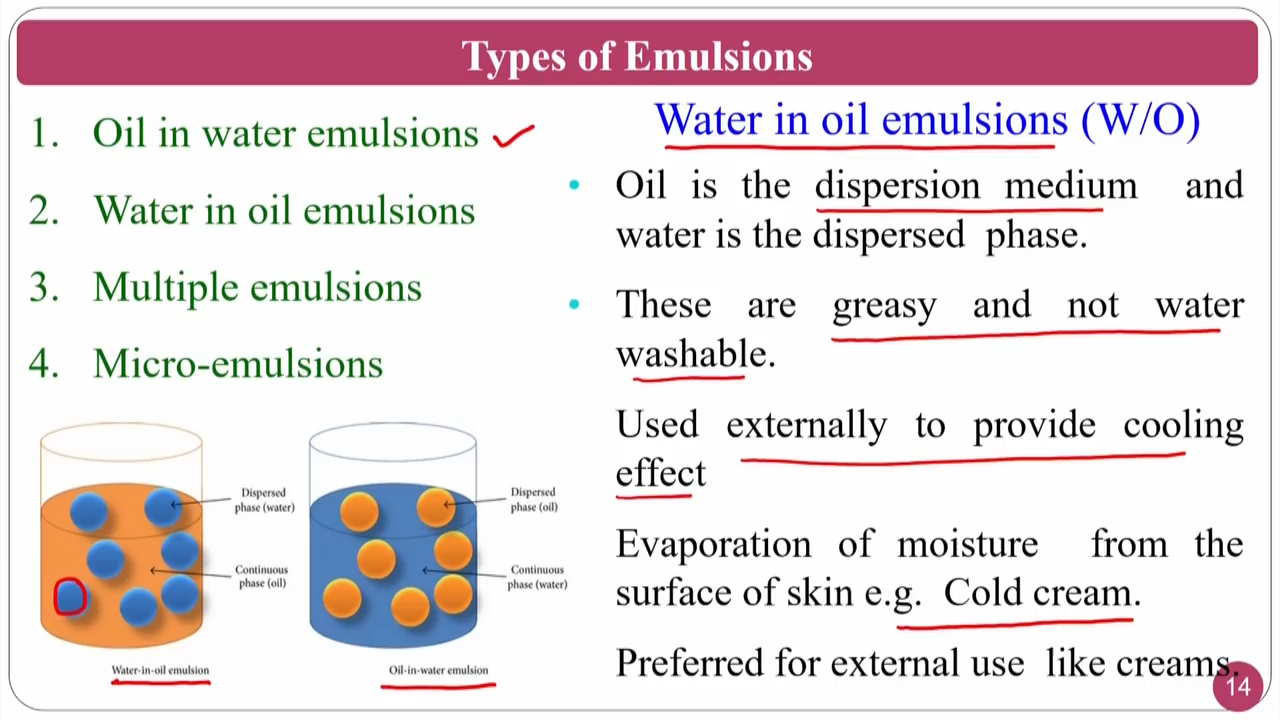 Types of Emulsions
1. Oil in water emulsions
2. Water in oil emulsions
3. Multiple emulsions
4. Micro-emulsions
Dispersed
phase (water)
Continuous
phase (oil)
Water-in-oil emulsion
Dispersed
phase (oil)
Continuous
phase (water)
Oil-in-water emulsion
Water in oil emulsions (W/O)
• Oil is the dispersion medium and
water is the dispersed phase.
• These are greasy and not water
washable.
Used externally to provide cooling
effect
Evaporation of moisture from the
surface of skin e.g. Cold cream.
Preferred for external use like creams.
14